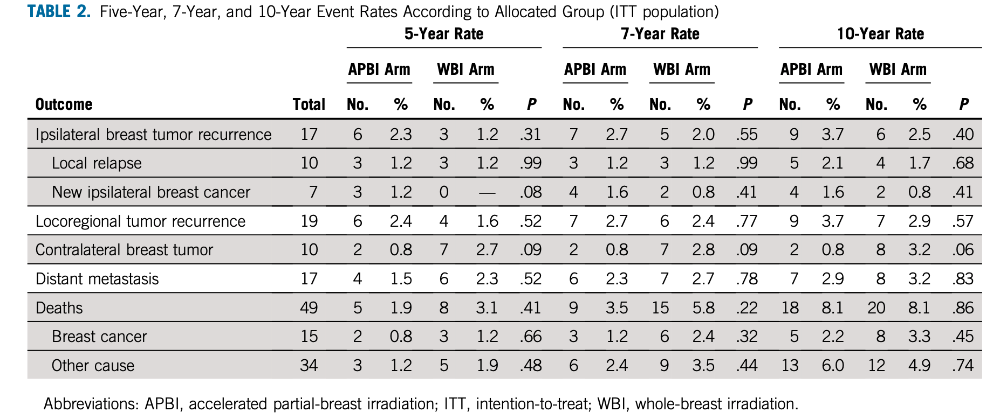 TABLE 2. Five-Year, 7-Year, and 10-Year Event Rates According to Allocated Group (ITT population)
5-Year Rate 7-Year Rate 10-Year Rate
APBI Arm WBI Arm APBI Arm WBI Arm APBI Arm WBI Arm
Outcome Total No. % No. % P No. % No. % P No. % No. % P
Ipsilateral breast tumor recurrence 17 6 2.3 3 1.2 .31 7 2.7 5 2.0 .55 9 3.7 6 2.5 .40
Local relapse 10 3 1.2 3 1.2 .99 3 1.2 3 1.2 .99 5 2.1 4 1.7 .68
New ipsilateral breast cancer 7 3 1.2 0 — .08 4 1.6 2 0.8 .41 4 1.6 2 0.8 .41
Locoregional tumor recurrence 19 6 2.4 4 1.6 .52 7 2.7 6 2.4 .77 9 3.7 7 2.9 .57
Contralateral breast tumor 10 2 0.8 7 2.7 .09 2 0.8 7 2.8 .09 2 0.8 8 3.2 .06
Distant metastasis 17 4 1.5 6 2.3 .52 6 2.3 7 2.7 .78 7 2.9 8 3.2 .83
Deaths 49 5 1.9 8 3.1 .41 9 3.5 15 5.8 .22 18 8.1 20 8.1 .86
Breast cancer 15 2 0.8 3 1.2 .66 3 1.2 6 2.4 .32 5 2.2 8 3.3 .45
Other cause 34 3 1.2 5 1.9 .48 6 2.4 9 3.5 .44 13 6.0 12 4.9 .74
Abbreviations: APBI, accelerated partial-breast irradiation; ITT, intention-to-treat; WBI, whole-breast irradiation.